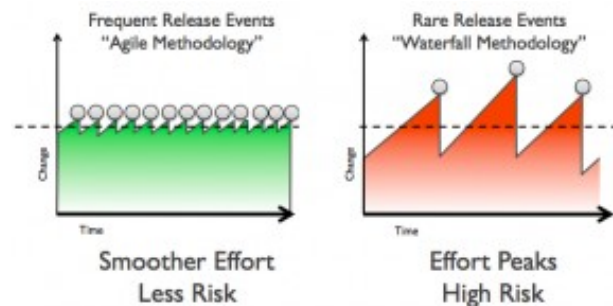 Frequent Release Events
"Agile Methodology"
Change
Time
Smoother Effort
Less Risk
Rare Release Events
"Waterfall Methodology"
Change
Time
Effort Peaks
High Risk